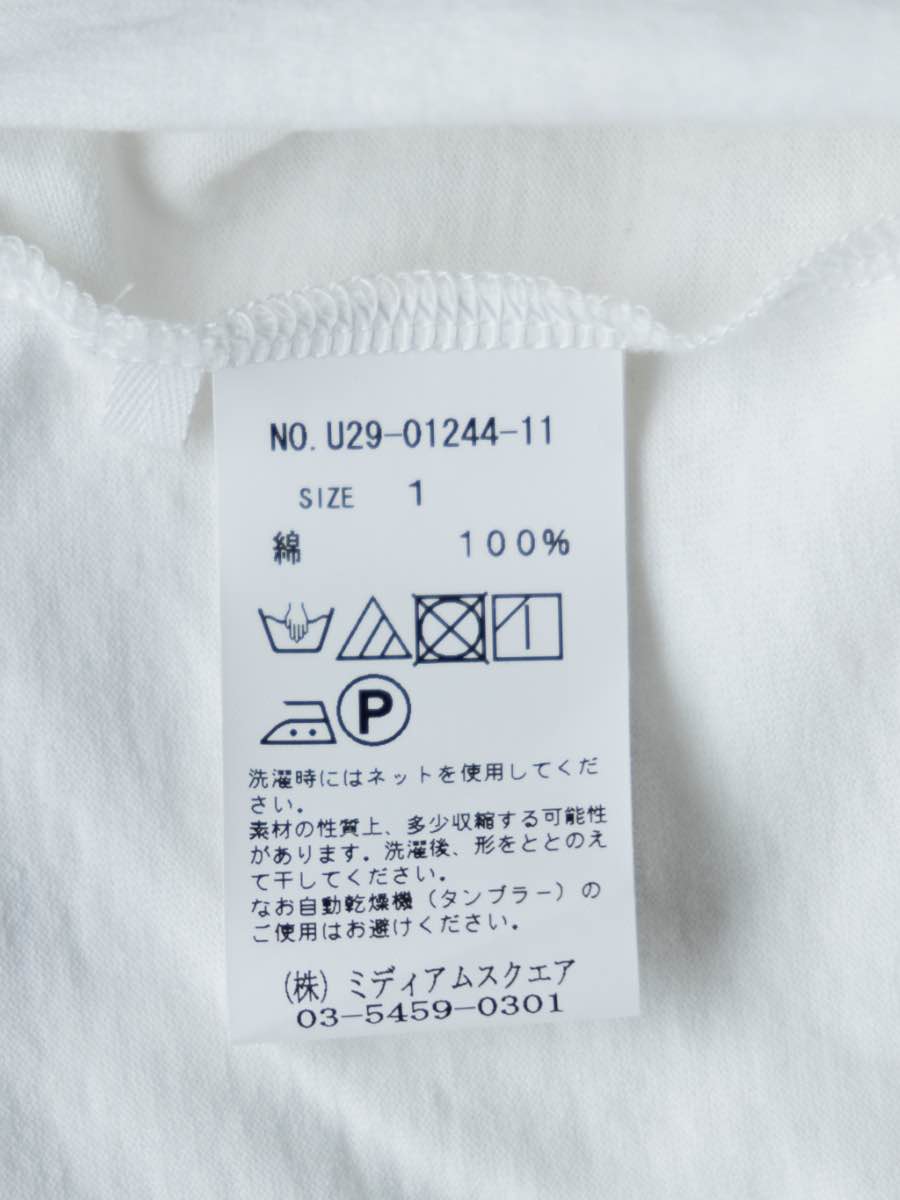 NO. U29-01244-11
SIZE 1
綿 100%
P
洗濯時にはネットを使用してくだ
さい。
素材の性質上、多少収縮する可能性
があります。洗濯後、形をととのえ
て干してください。
なお自動乾燥機（タンブラー）の
ご使用はお避けください。
(株) ミディアムスクエア
03-5459-0301